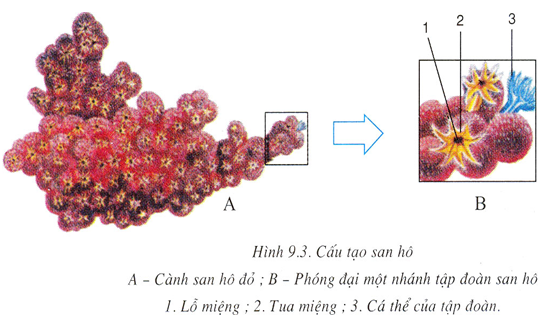 1 2 3
A
B
Hình 9.3. Cấu tạo san hô
A – Cành san hô đỏ ; B – Phóng đại một nhánh tập đoàn san hô
1. Lỗ miệng ; 2. Tua miệng ; 3. Cá thể của tập đoàn.